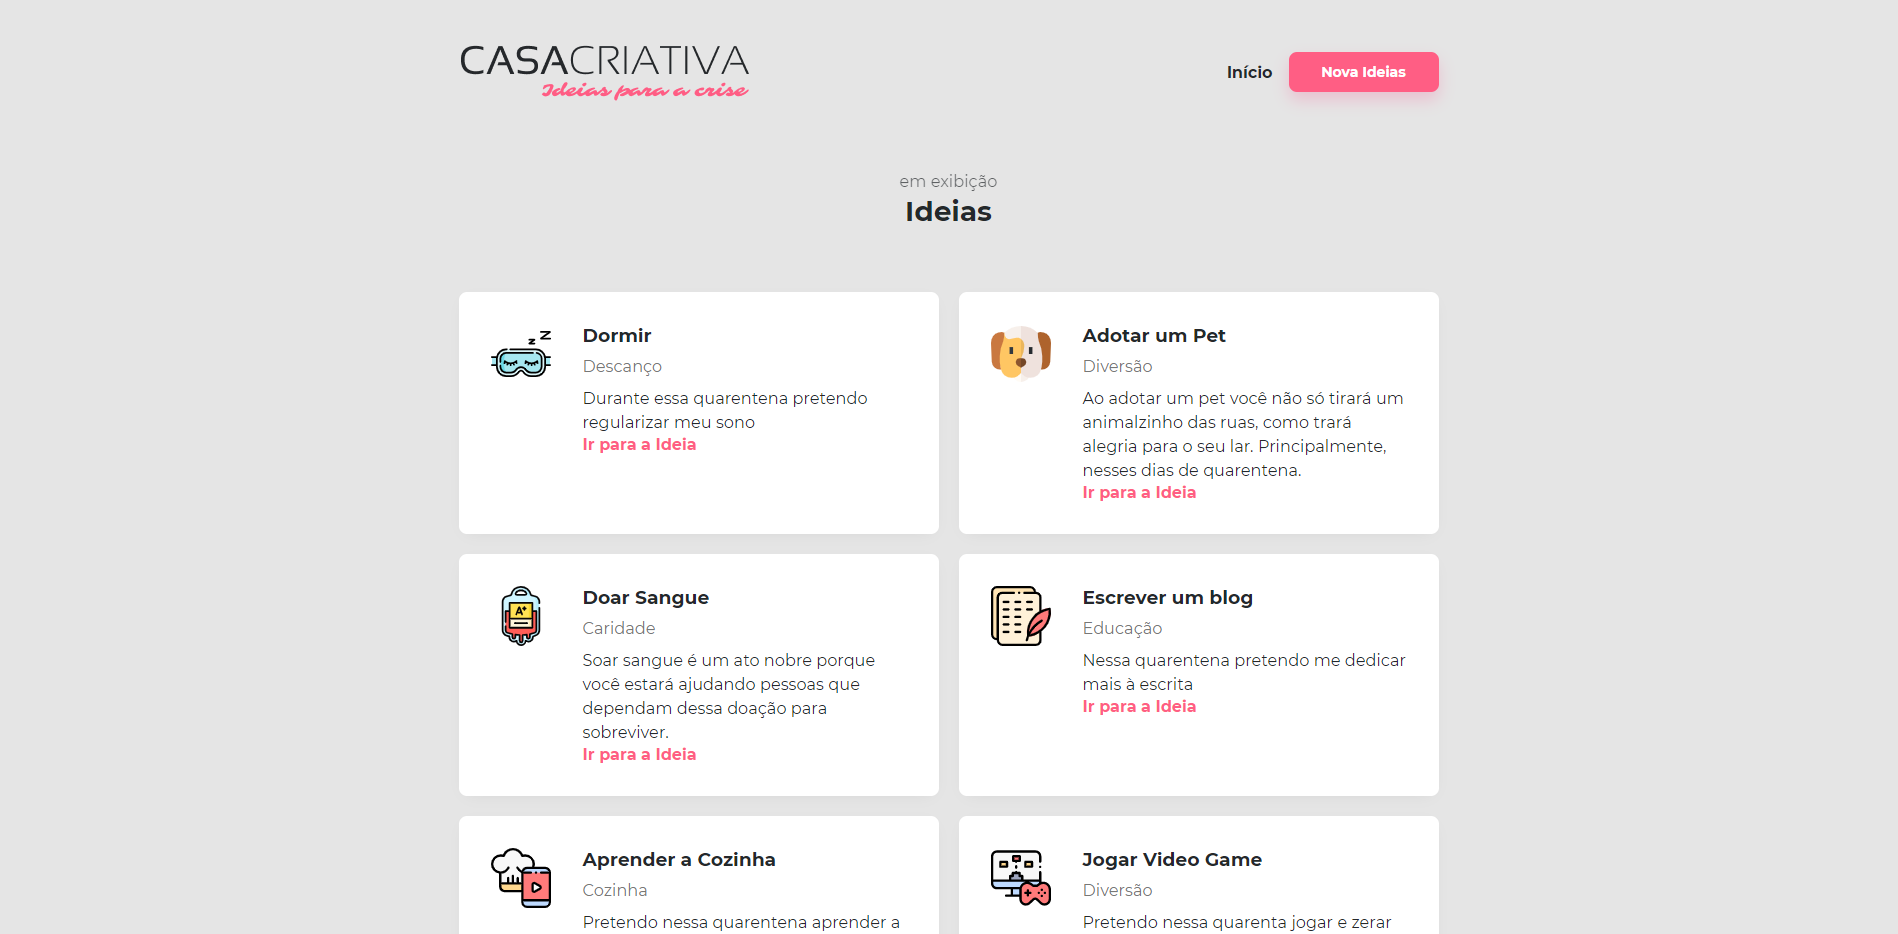 CASACRIATIVA
Ideias para a crise
Início
Nova Ideias
em exibição
Ideias
Dormir
Descanço
Durante essa quarentena pretendo
regularizar meu sono
Ir para a Ideia
Adotar um Pet
Diversão
Ao adotar um pet você não só tirará um
animalzinho das ruas, como trará
alegria para o seu lar. Principalmente,
nesses dias de quarentena.
Ir para a Ideia
A+
Doar Sangue
Caridade
Soar sangue é um ato nobre porque
você estará ajudando pessoas que
dependam dessa doação para
sobreviver.
Ir para a Ideia
Escrever um blog
Educação
Nessa quarentena pretendo me dedicar
mais à escrita
Ir para a Ideia
Aprender a Cozinha
Cozinha
Pretendo nessa quarentena aprender a
Jogar Video Game
Diversão
Pretendo nessa quarenta jogar e zerar